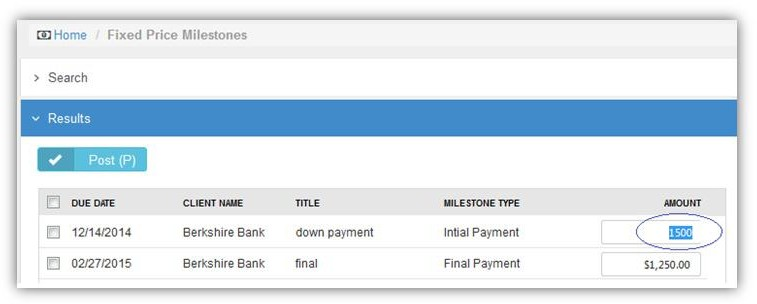 Home / Fixed Price Milestones
Search
Results
Post (P)
DUE DATE CLIENT NAME TITLE MILESTONE TYPE AMOUNT
12/14/2014 Berkshire Bank down payment Intial Payment 1500
02/27/2015 Berkshire Bank final Final Payment $1,250.00